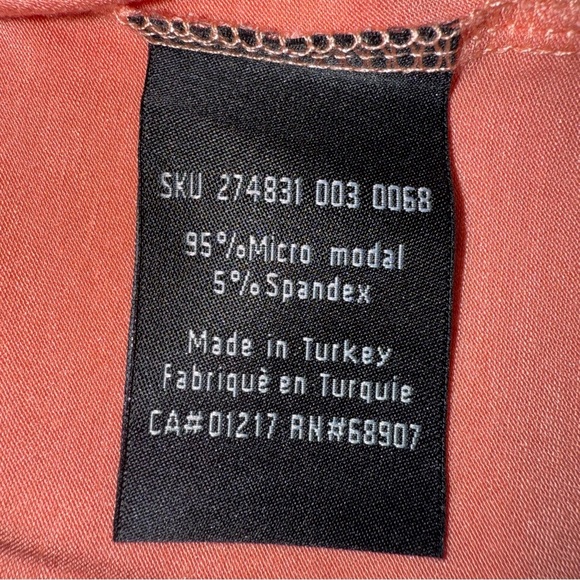 SKU 274831 003 0068
95%Micro modal
5%Spandex
Made in Turkey
Fabriquè en Turquie
CA#01217 RN#68907